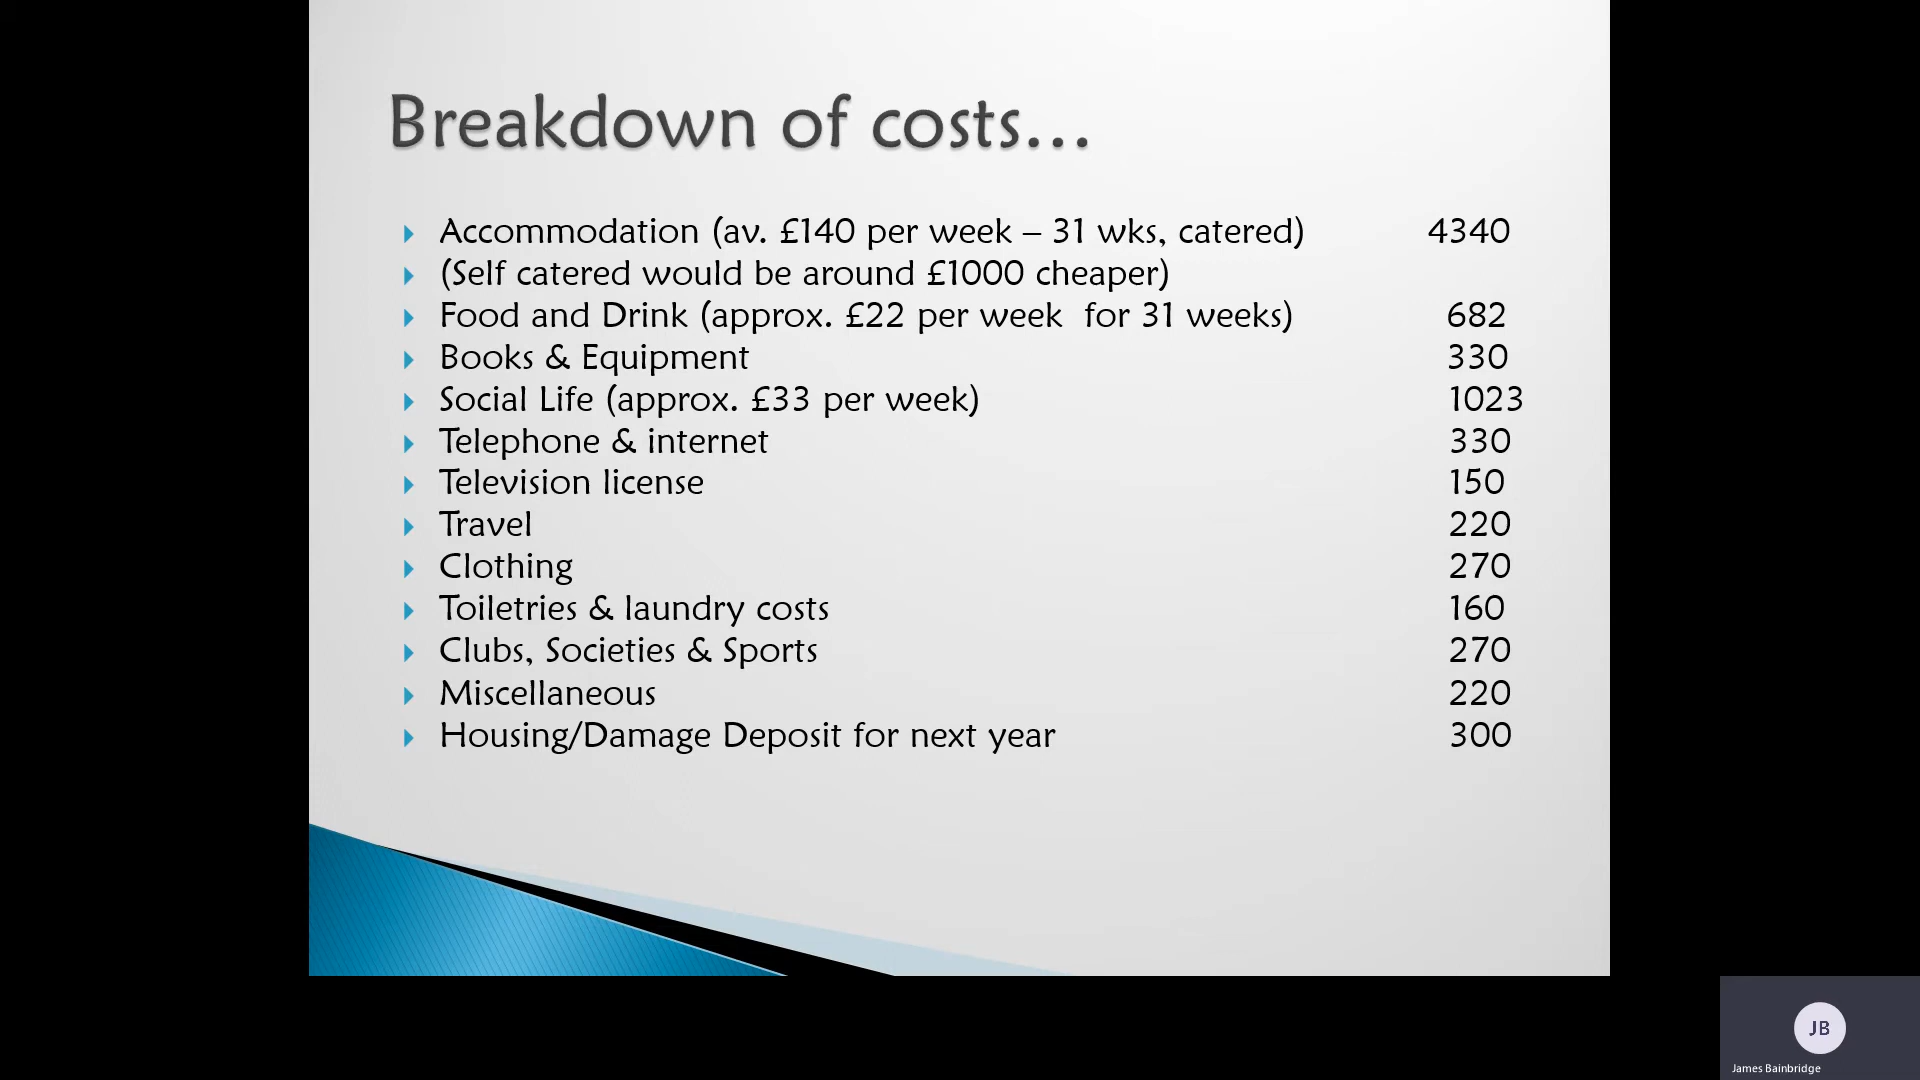 Breakdown of costs...
Accommodation (av. £140 per week – 31 wks, catered) 4340
(Self catered would be around £1000 cheaper)
Food and Drink (approx. £22 per week  for 31 weeks) 682
Books & Equipment 330
Social Life (approx. £33 per week) 1023
Telephone & internet 330
Television license 150
Travel 220
Clothing 270
Toiletries & laundry costs 160
Clubs, Societies & Sports 270
Miscellaneous 220
Housing/Damage Deposit for next year 300
JB
James Bainbridge